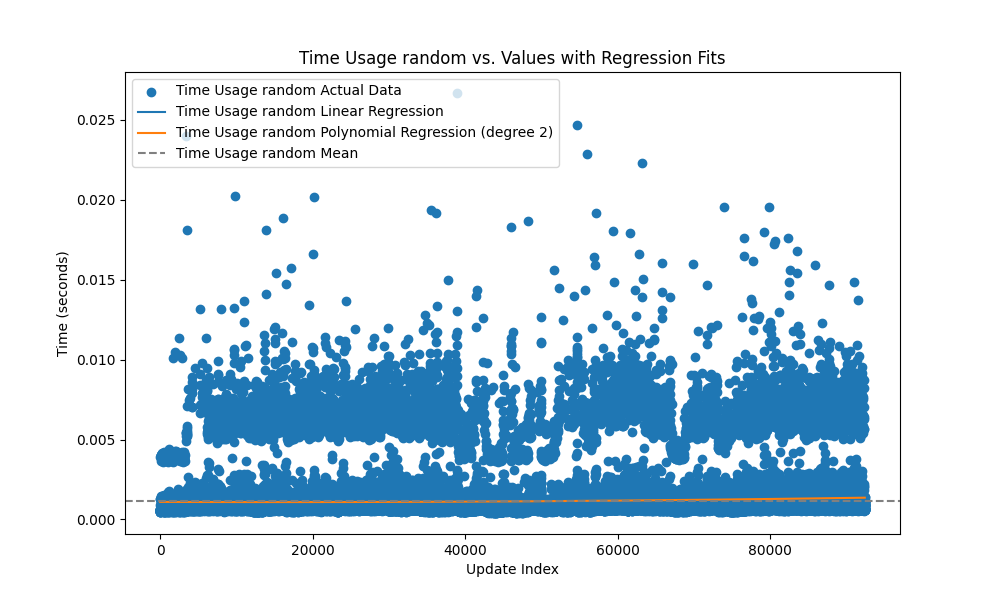 Time Usage random vs. Values with Regression Fits
Time Usage random Actual Data
Time Usage random Linear Regression
Time Usage random Polynomial Regression (degree 2)
Time Usage random Mean
Time (seconds)
0.025
0.020
0.015
0.010
0.005
0.000
0
20000
40000
60000
80000
Update Index